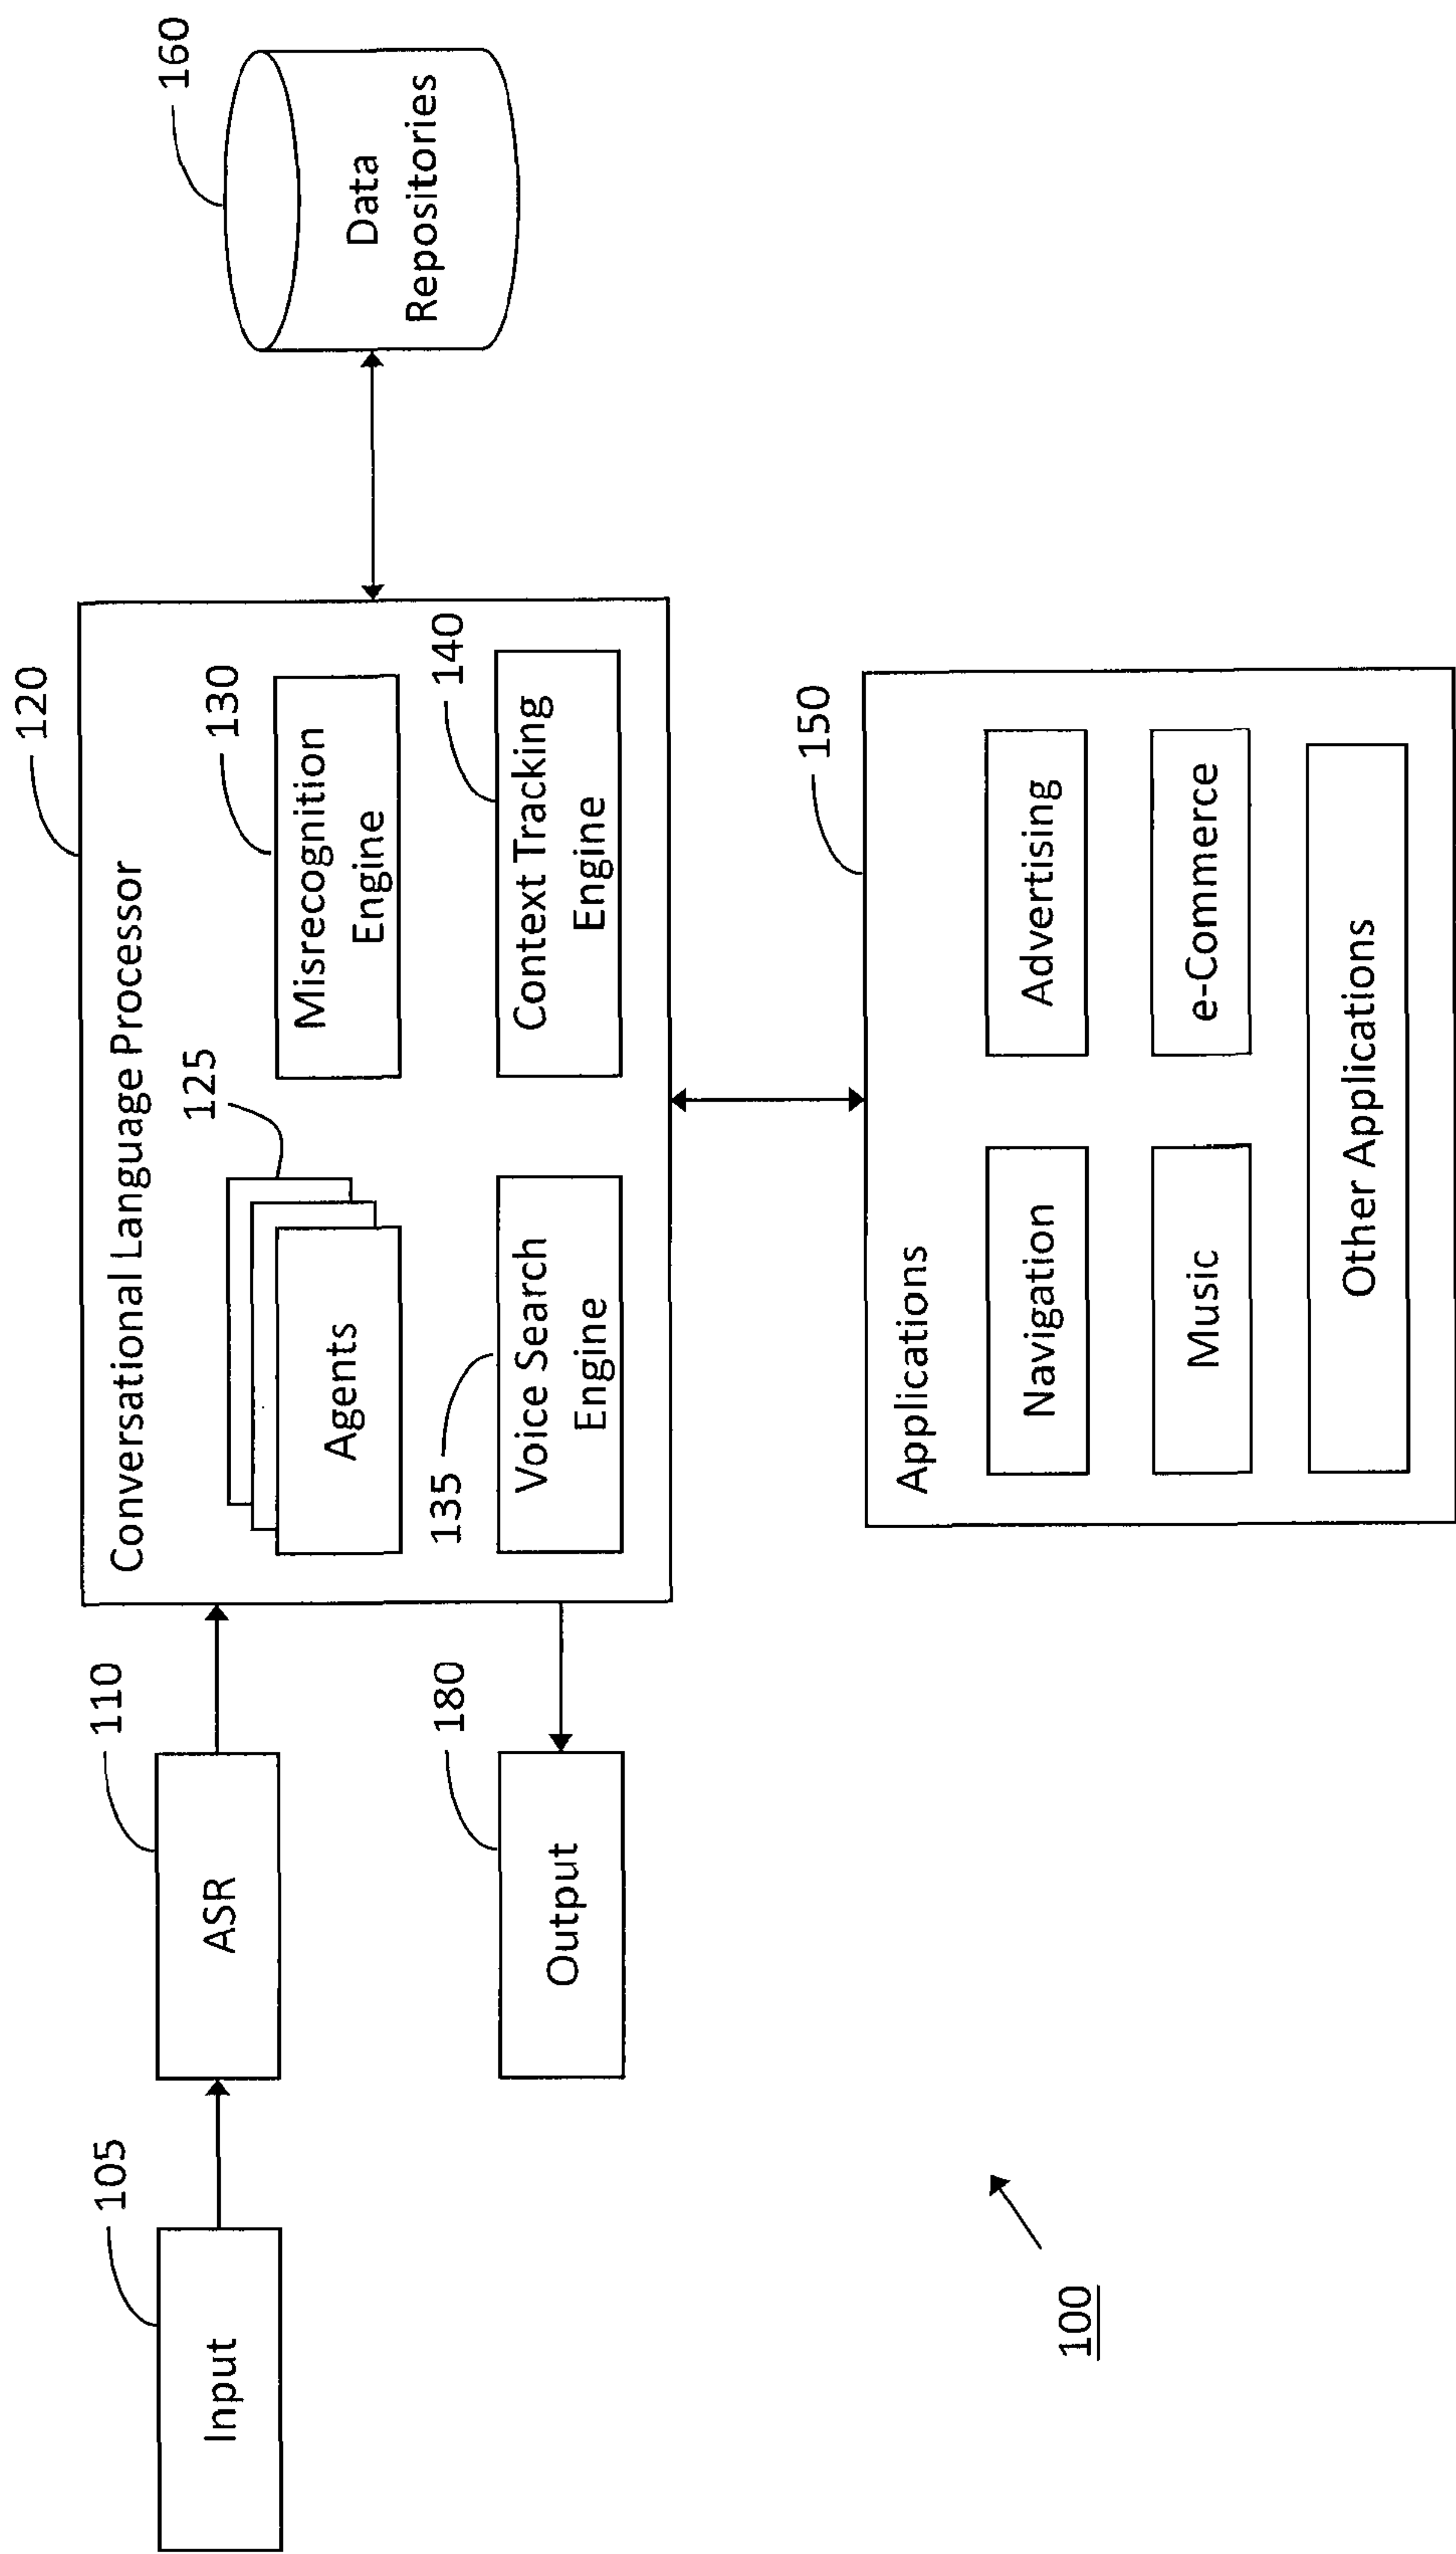 160
120
Data
Repositories
Conversational Language Processor
110
105
125
130
Misrecognition
Engine
Agents
ASR
Input
135
140
180
Voice Search
Engine
Context Tracking
Engine
Output
150
Applications
Navigation
Advertising
Music
e-Commerce
Other Applications
100